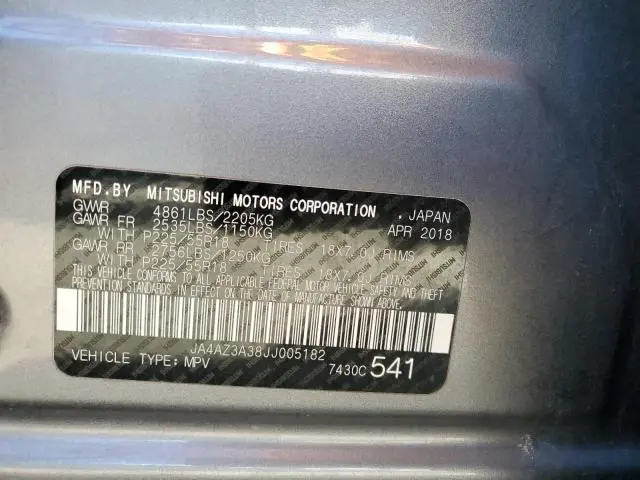 MFD.BY MITSUBISHI MOTORS CORPORATION . JAPAN
GVWR 4861LBS/2205KG APR 2018
GAWR FR 2535LBS/1150KG
WITH P225/55R18 TIRES 18X7.0J RIMS
GAWR RR 2756LBS/1250KG
WITH P225/55R18 TIRES 18X7.0J RIMS
THIS VEHICLE CONFORMS TO ALL APPLICABLE FEDERAL MOTOR VEHICLE SAFETY AND THEFT
PREVENTION STANDARDS IN EFFECT ON THE DATE OF MANUFACTURE SHOWN ABOVE.
JA4AZ3A38JJ005182
VEHICLE TYPE: MPV 7430C 541